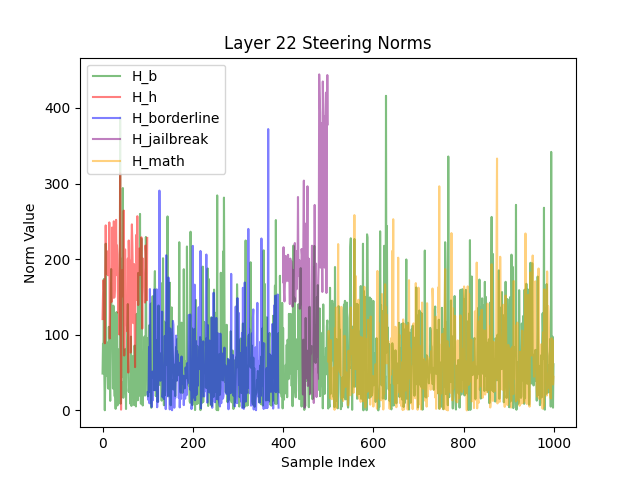 Layer 22 Steering Norms
H_b
H_h
H_borderline
H_jailbreak
H_math
Norm Value
400
300
200
100
0
0
200
400
600
800
1000
Sample Index